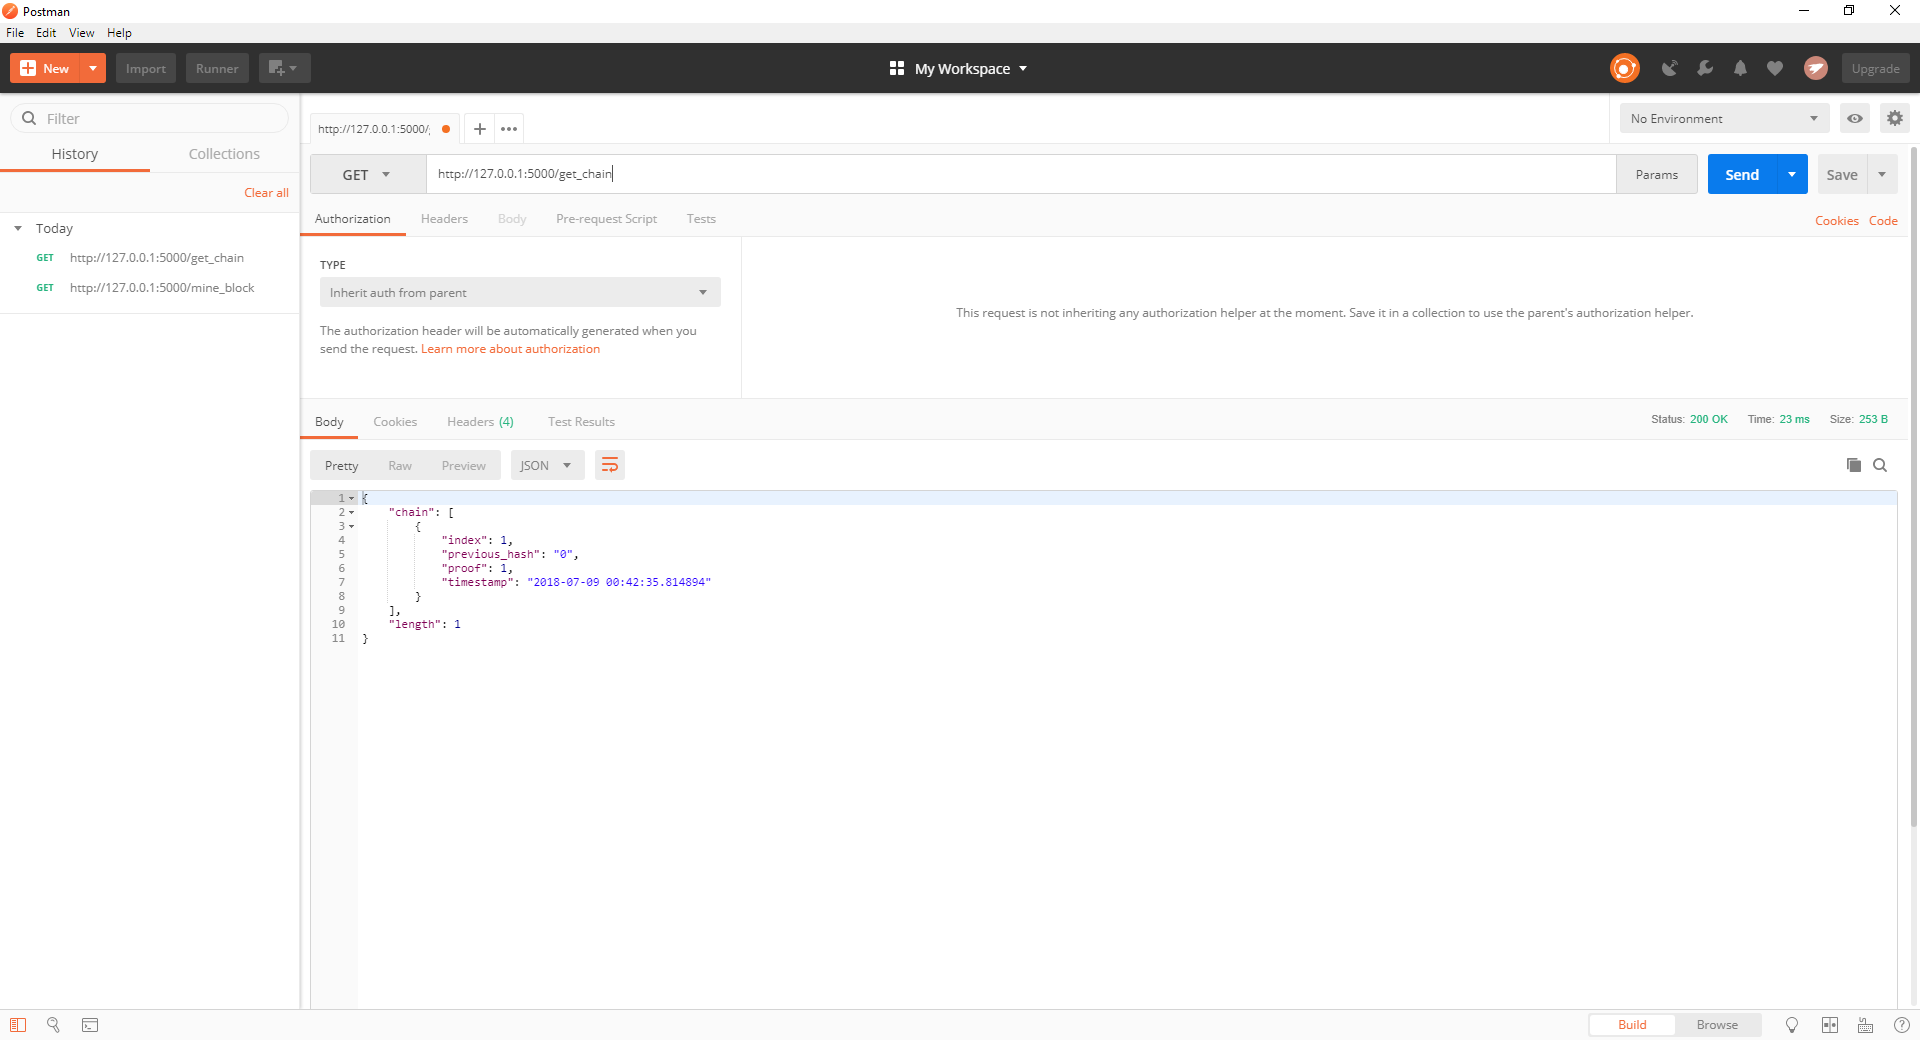 Postman
File Edit View Help
New Import Runner My Workspace Upgrade
Filter
History Collections
Clear all
Today
GET http://127.0.0.1:5000/get_chain
GET http://127.0.0.1:5000/mine_block
http://127.0.0.1:5000/
No Environment
GET http://127.0.0.1:5000/get_chain Params Send Save
Authorization Headers Body Pre-request Script Tests Cookies Code
TYPE
Inherit auth from parent
The authorization header will be automatically generated when you
send the request. Learn more about authorization
This request is not inheriting any authorization helper at the moment. Save it in a collection to use the parent's authorization helper.
Body Cookies Headers (4) Test Results Status: 200 OK Time: 23 ms Size: 253 B
Pretty Raw Preview JSON
1 {
2 "chain": [
3 {
4 "index": 1,
5 "previous_hash": "0",
6 "proof": 1,
7 "timestamp": "2018-07-09 00:42:35.814894"
8 }
9 ],
10 "length": 1
11 }
Build Browse